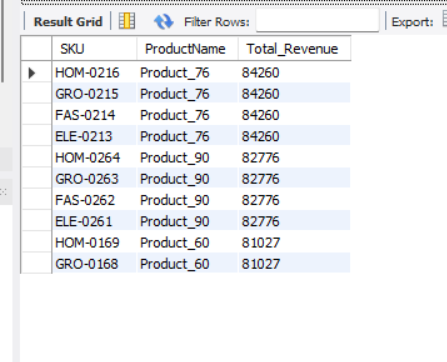 Result Grid Filter Rows: Export:
SKU ProductName Total_Revenue
HOM-0216 Product_76 84260
GRO-0215 Product_76 84260
FAS-0214 Product_76 84260
ELE-0213 Product_76 84260
HOM-0264 Product_90 82776
GRO-0263 Product_90 82776
FAS-0262 Product_90 82776
ELE-0261 Product_90 82776
HOM-0169 Product_60 81027
GRO-0168 Product_60 81027